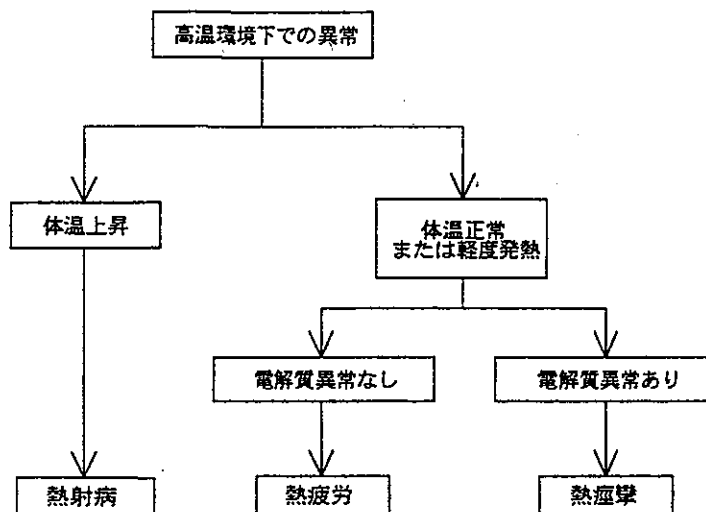 高温環境下での異常
体温上昇
体温正常
または軽度発熱
電解質異常なし
電解質異常あり
熱射病
熱疲労
熱痙攣